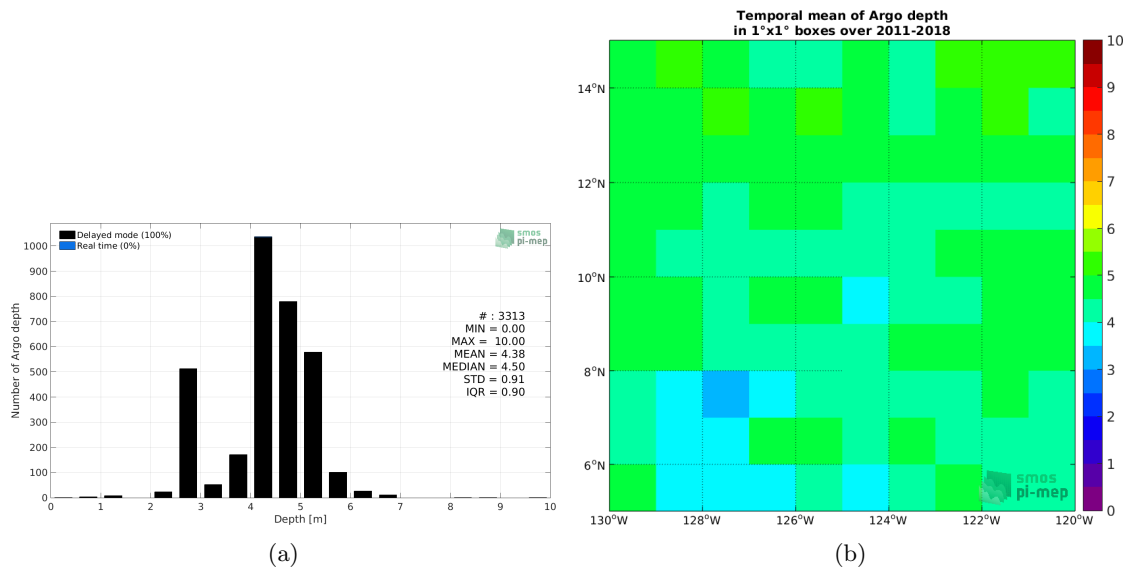 Delayed mode (100%)
Real time (0%)
smos
pi-mep
1000
900
800
700
600
500
400
300
200
100
0
Number of Argo depth
# : 3313
MIN = 0.00
MAX = 10.00
MEAN = 4.38
MEDIAN = 4.50
STD = 0.91
IQR = 0.90
0 1 2 3 4 5 6 7 8 9 10
Depth [m]
(a)
Temporal mean of Argo depth
in 1°x1° boxes over 2011-2018
14°N
12°N
10°N
8°N
6°N
130°W 128°W 126°W 124°W 122°W 120°W
smos
pi-mep
10
9
8
7
6
5
4
3
2
1
0
(b)